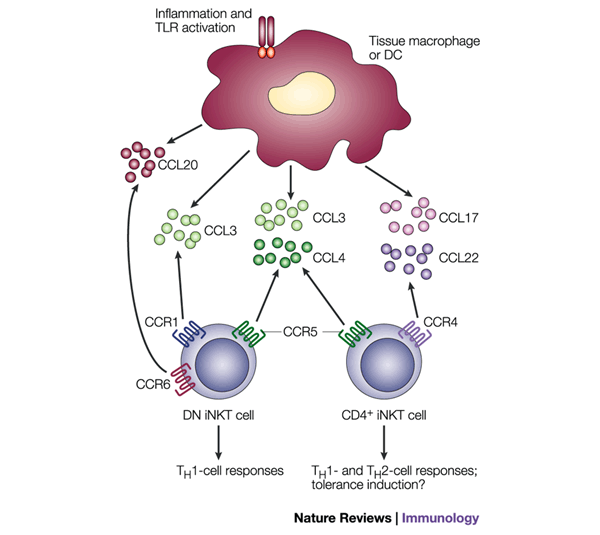 Inflammation and
TLR activation
Tissue macrophage
or DC
CCL20
CCL3
CCL3
CCL4
CCL17
CCL22
CCR1
CCR5
CCR4
CCR6
DN iNKT cell
CD4⁺ iNKT cell
TH1-cell responses
TH1- and TH2-cell responses;
tolerance induction?
Nature Reviews | Immunology